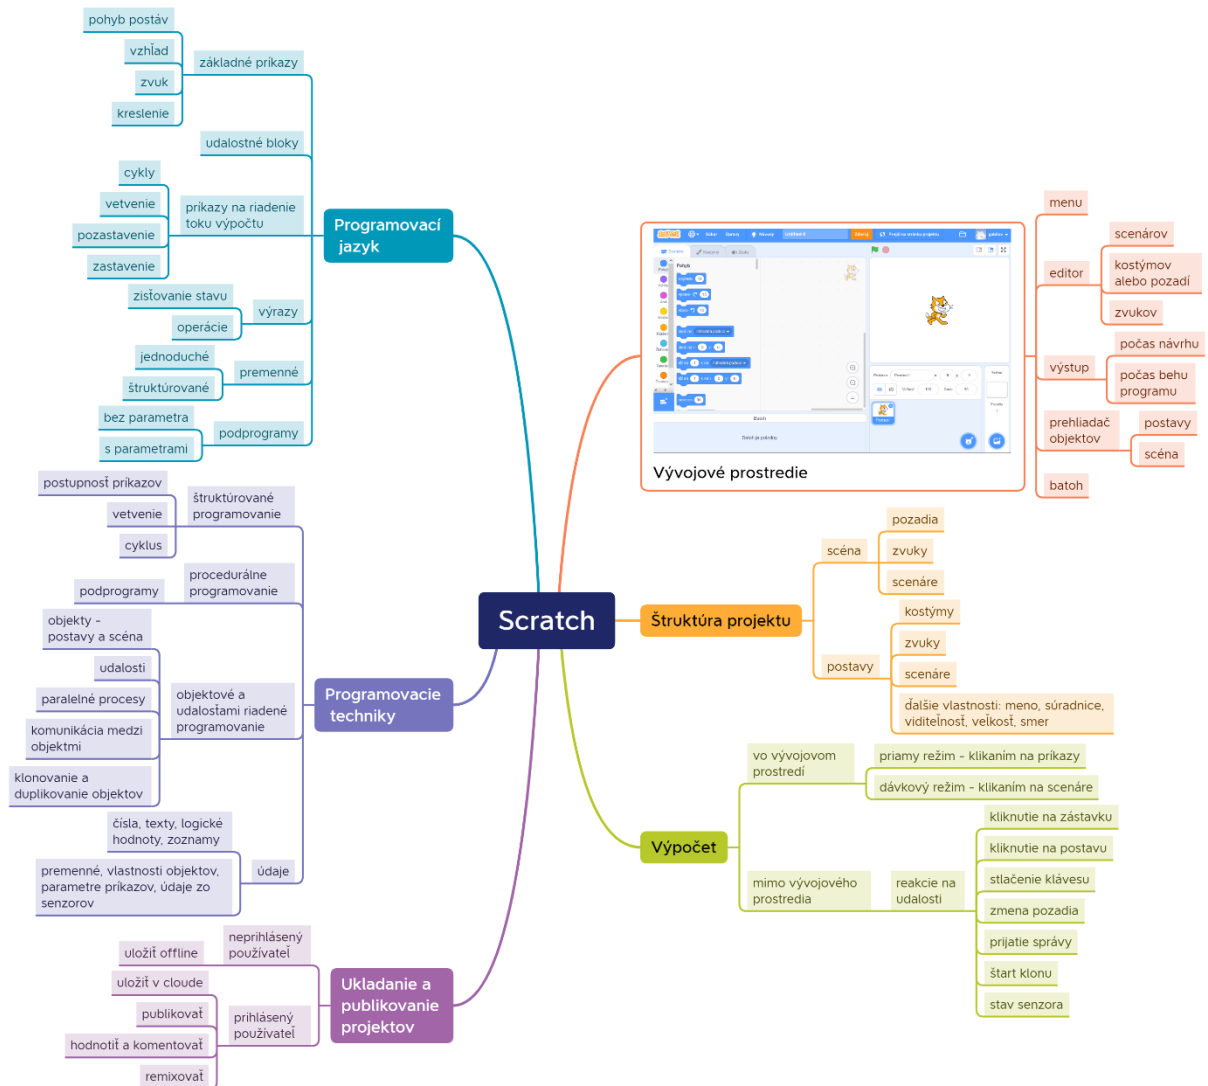 Scratch
Programovací
jazyk
základné príkazy
pohyb postáv
vzhľad
zvuk
kreslenie
udalostné bloky
príkazy na riadenie
toku výpočtu
cykly
vetvenie
pozastavenie
zastavenie
výrazy
zisťovanie stavu
operácie
premenné
jednoduché
štruktúrované
podprogramy
bez parametra
s parametrami
Programovacie
techniky
štruktúrované
programovanie
postupnosť príkazov
vetvenie
cyklus
procedurálne
programovanie
podprogramy
objektové a
udalosťami riadené
programovanie
objekty -
postavy a scéna
udalosti
paralelné procesy
komunikácia medzi
objektmi
klonovanie a
duplikovanie objektov
údaje
čísla, texty, logické
hodnoty, zoznamy
premenné, vlastnosti objektov,
parametre príkazov, údaje zo
senzorov
Ukladanie a
publikovanie
projektov
neprihlásený
používateľ
uložiť offline
prihlásený
používateľ
uložiť v cloude
publikovať
hodnotiť a komentovať
remixovať
Pohyb
Vývojové prostredie
menu
editor
scenárov
kostýmov
alebo pozadí
zvukov
výstup
počas návrhu
počas behu
programu
prehliadač
objektov
postavy
scéna
batoh
Štruktúra projektu
scéna
pozadia
zvuky
scenáre
postavy
kostýmy
zvuky
scenáre
ďalšie vlastnosti: meno, súradnice,
viditeľnosť, veľkosť, smer
Výpočet
vo vývojovom
prostredí
priamy režim - klikaním na príkazy
dávkový režim - klikaním na scenáre
mimo vývojového
prostredia
reakcie na
udalosti
kliknutie na zástavku
kliknutie na postavu
stlačenie klávesu
zmena pozadia
prijatie správy
štart klonu
stav senzora